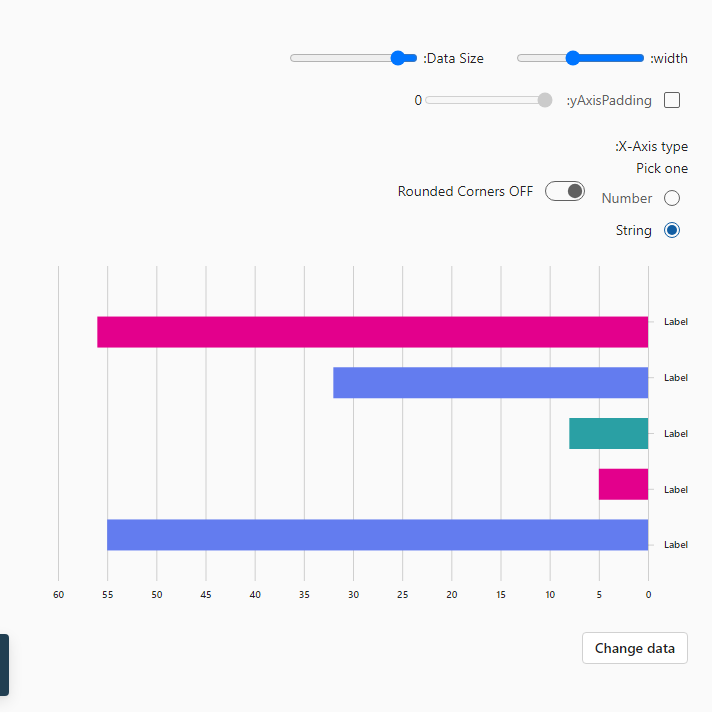 :width
:Data Size
:yAxisPadding
0
:X-Axis type
Pick one
Number
String
Rounded Corners OFF
Label
Label
Label
Label
Label
60 55 50 45 40 35 30 25 20 15 10 5 0
Change data